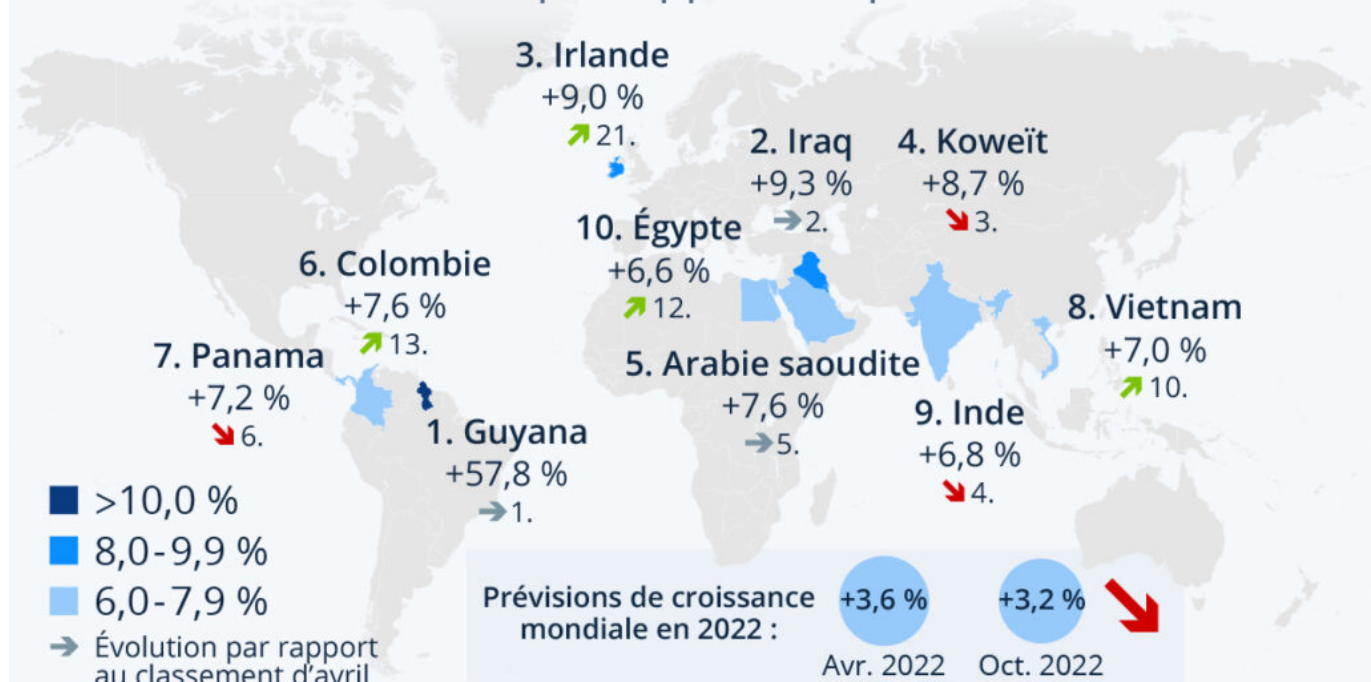 3. Irlande
+9,0 %
21.
2. Iraq
+9,3 %
2.
4. Koweït
+8,7 %
3.
10. Égypte
+6,6 %
12.
6. Colombie
+7,6 %
13.
8. Vietnam
+7,0 %
10.
7. Panama
+7,2 %
6.
5. Arabie saoudite
+7,6 %
5.
9. Inde
+6,8 %
4.
1. Guyana
+57,8 %
1.
>10,0 %
8,0-9,9 %
6,0-7,9 %
Évolution par rapport
au classement d'avril
Prévisions de croissance
mondiale en 2022 :
+3,6 %
Avr. 2022
+3,2 %
Oct. 2022